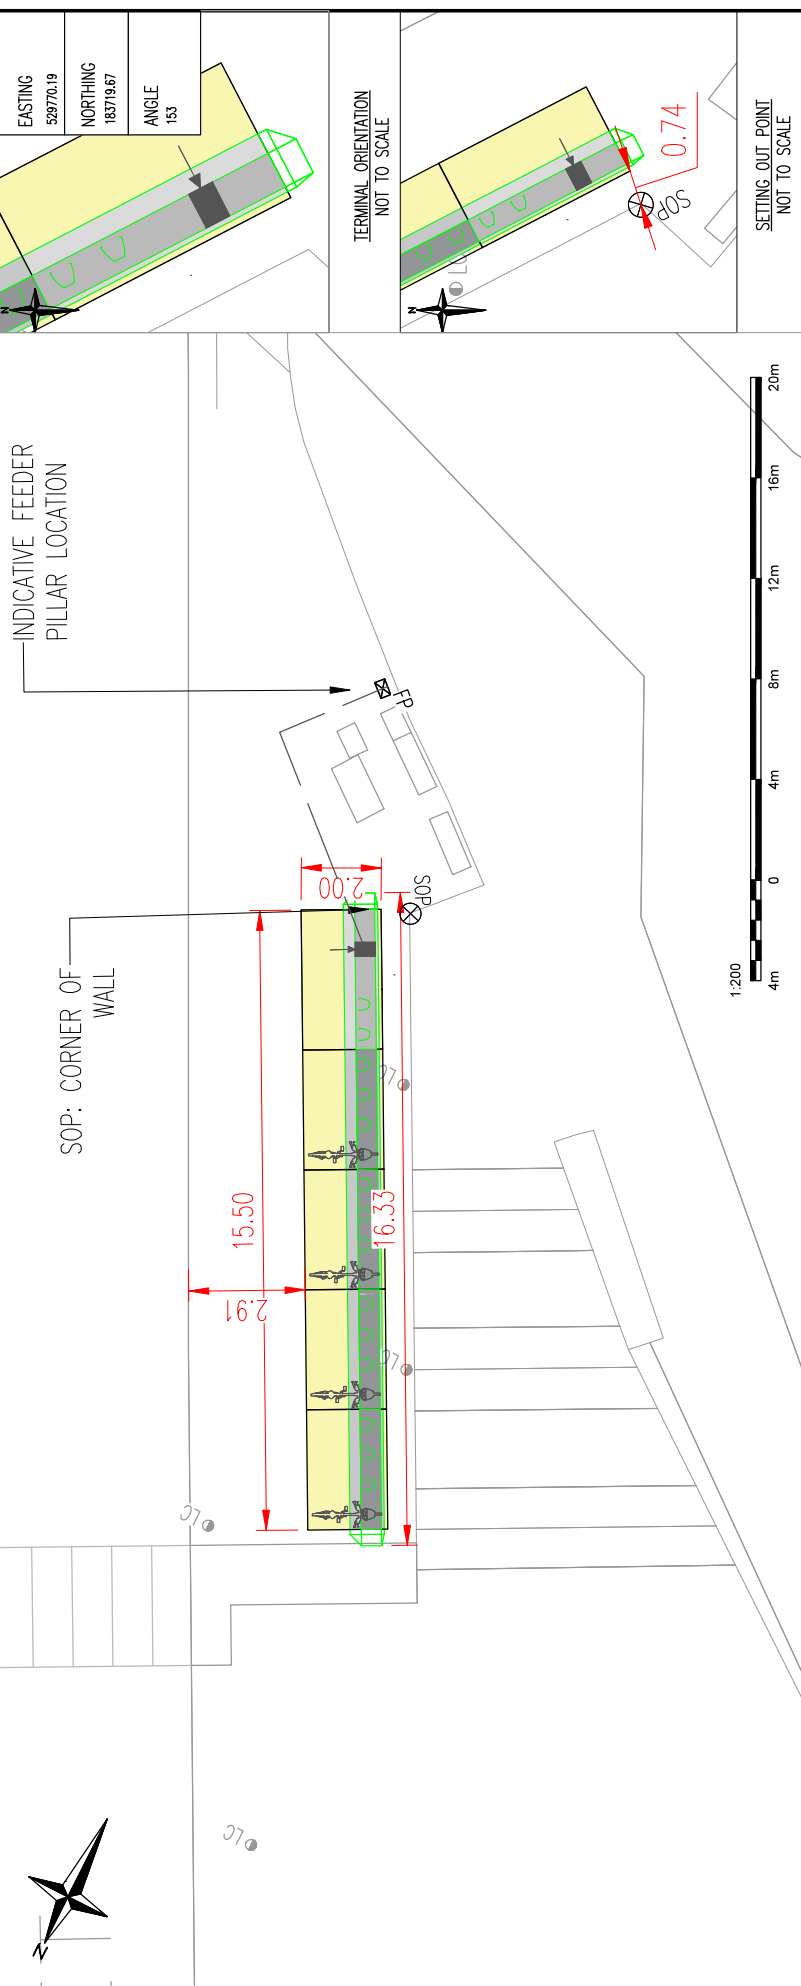 EASTING
529770.19
NORTHING
183719.67
ANGLE
153
N
TERMINAL ORIENTATION
NOT TO SCALE
0.74
SOP
LC
N
SETTING OUT POINT
NOT TO SCALE
INDICATIVE FEEDER
PILLAR LOCATION
FP
SOP: CORNER OF
WALL
SOP
2.00
15.50
16.33
2.91
LC
LC
LC
LC
N
1:200
4m
0
4m
8m
12m
16m
20m